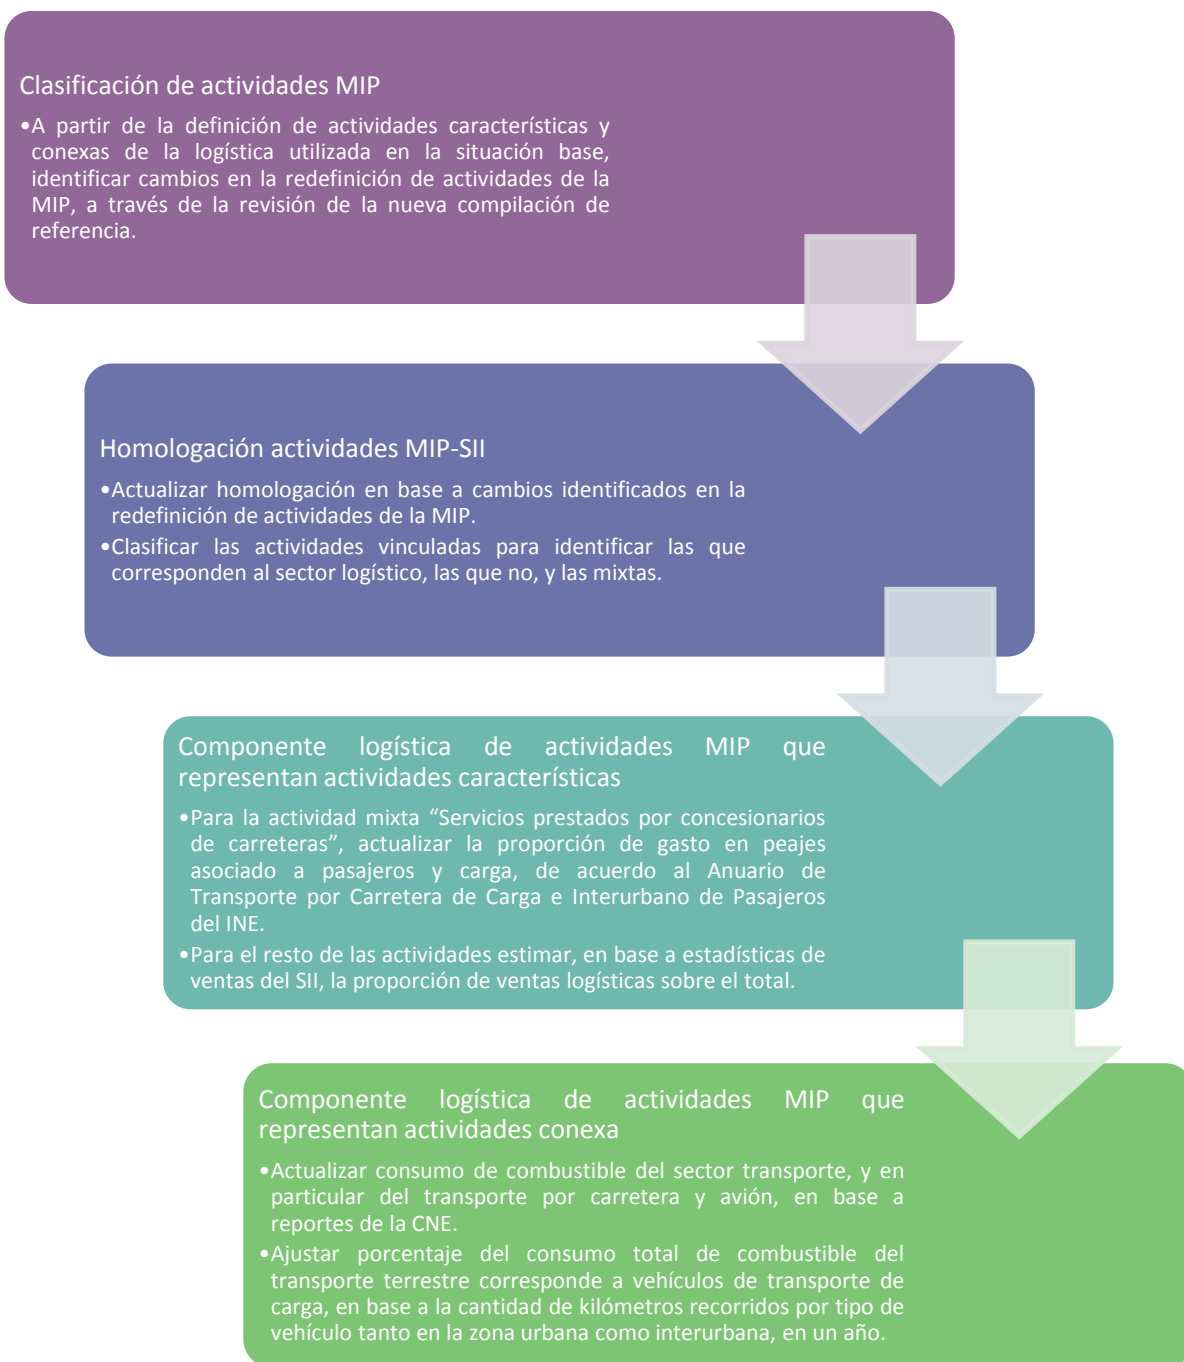 Clasificación de actividades MIP
•A partir de la definición de actividades características y
conexas de la logística utilizada en la situación base,
identificar cambios en la redefinición de actividades de la
MIP, a través de la revisión de la nueva compilación de
referencia.
Homologación actividades MIP-SII
•Actualizar homologación en base a cambios identificados en la
redefinición de actividades de la MIP.
•Clasificar las actividades vinculadas para identificar las que
corresponden al sector logístico, las que no, y las mixtas.
Componente logística de actividades MIP que
representan actividades características
•Para la actividad mixta “Servicios prestados por concesionarios
de carreteras”, actualizar la proporción de gasto en peajes
asociado a pasajeros y carga, de acuerdo al Anuario de
Transporte por Carretera de Carga e Interurbano de Pasajeros
del INE.
•Para el resto de las actividades estimar, en base a estadísticas de
ventas del SII, la proporción de ventas logísticas sobre el total.
Componente logística de actividades MIP que
representan actividades conexa
•Actualizar consumo de combustible del sector transporte, y en
particular del transporte por carretera y avión, en base a
reportes de la CNE.
•Ajustar porcentaje del consumo total de combustible del
transporte terrestre corresponde a vehículos de transporte de
carga, en base a la cantidad de kilómetros recorridos por tipo de
vehículo tanto en la zona urbana como interurbana, en un año.